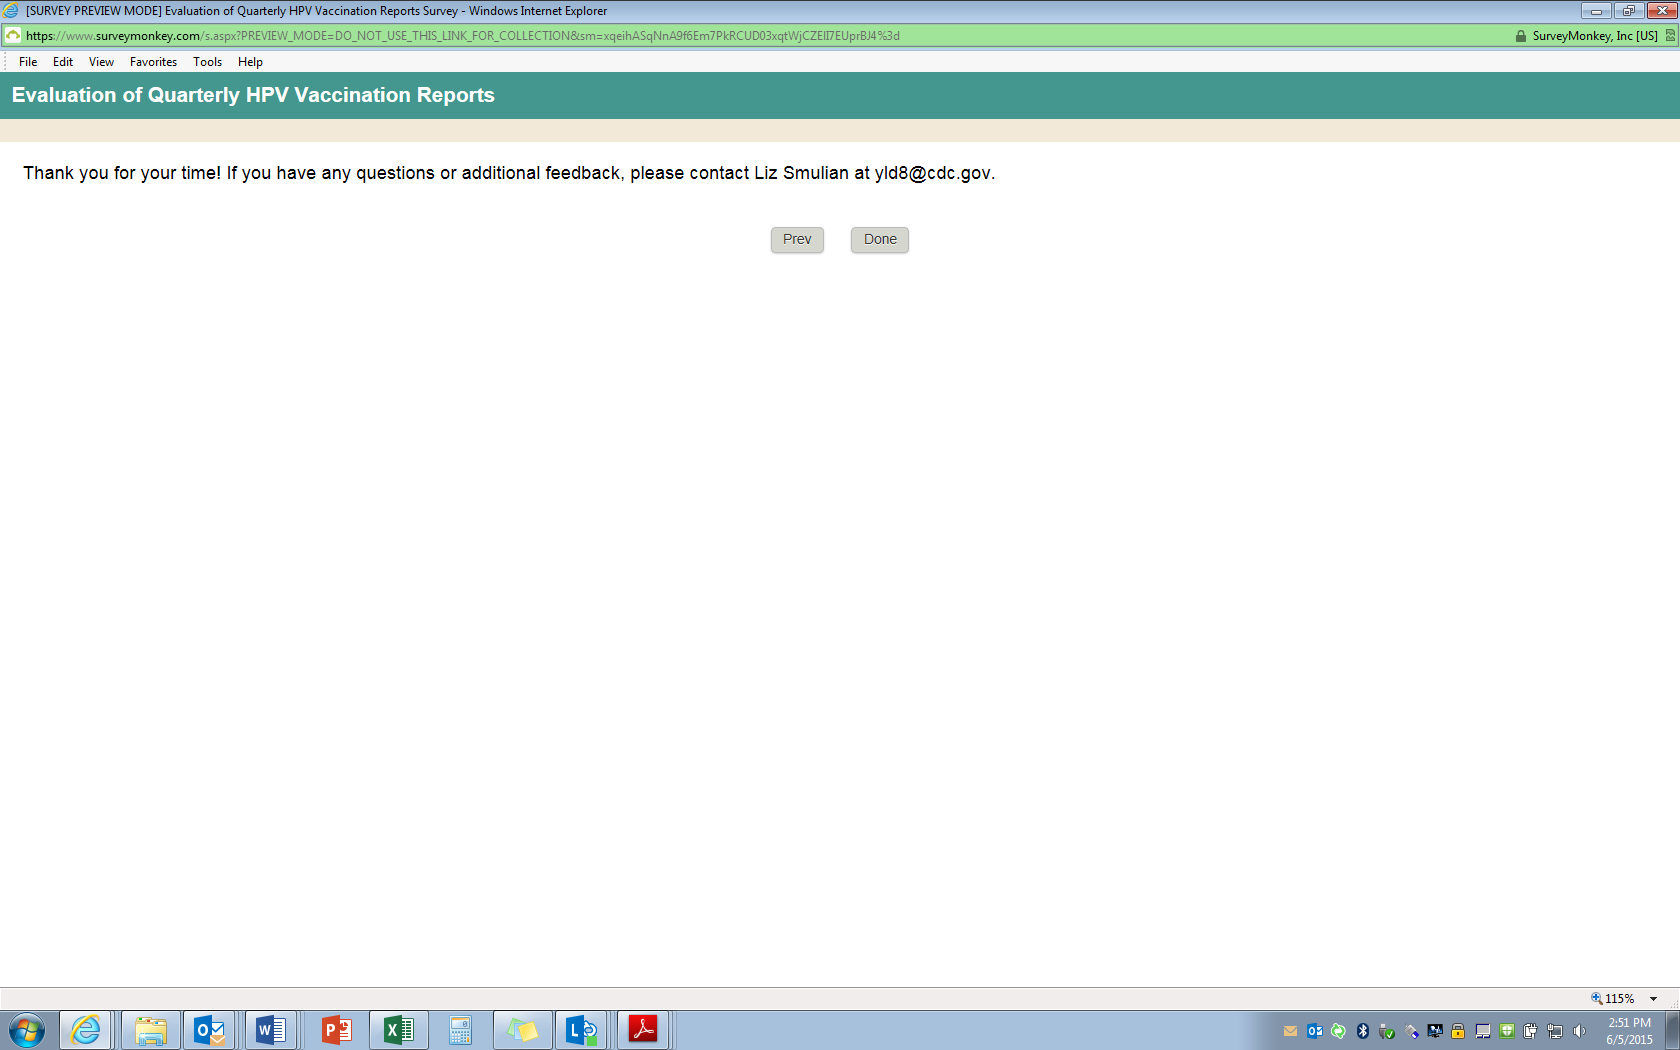 [SURVEY PREVIEW MODE] Evaluation of Quarterly HPV Vaccination Reports Survey - Windows Internet Explorer
https://www.surveymonkey.com/s.aspx?PREVIEW_MODE=DO_NOT_USE_THIS_LINK_FOR_COLLECTION&sm=xqeihASqNnA9f6Em7PkRCUD03xqtWjCZEIl7EUprBJ4%3d SurveyMonkey, Inc [US]
File Edit View Favorites Tools Help
Evaluation of Quarterly HPV Vaccination Reports
Thank you for your time! If you have any questions or additional feedback, please contact Liz Smulian at yld8@cdc.gov.
Prev Done
115%
2:51 PM
6/5/2015